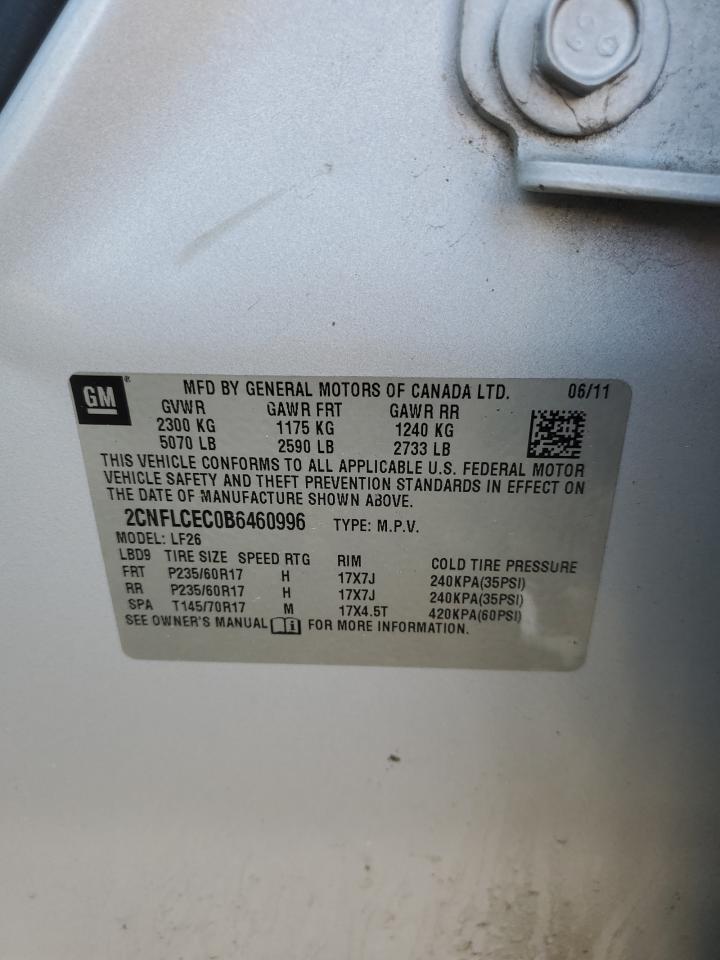 GM ® MFD BY GENERAL MOTORS OF CANADA LTD. 06/11
GVWR GAWR FRT GAWR RR
2300 KG 1175 KG 1240 KG
5070 LB 2590 LB 2733 LB
THIS VEHICLE CONFORMS TO ALL APPLICABLE U.S. FEDERAL MOTOR
VEHICLE SAFETY AND THEFT PREVENTION STANDARDS IN EFFECT ON
THE DATE OF MANUFACTURE SHOWN ABOVE.
2CNFLCEC0B6460996 TYPE: M.P.V.
MODEL: LF26
LBD9 TIRE SIZE SPEED RTG RIM COLD TIRE PRESSURE
FRT P235/60R17 H 17X7J 240KPA(35PSI)
RR P235/60R17 H 17X7J 240KPA(35PSI)
SPA T145/70R17 M 17X4.5T 420KPA(60PSI)
SEE OWNER'S MANUAL FOR MORE INFORMATION.